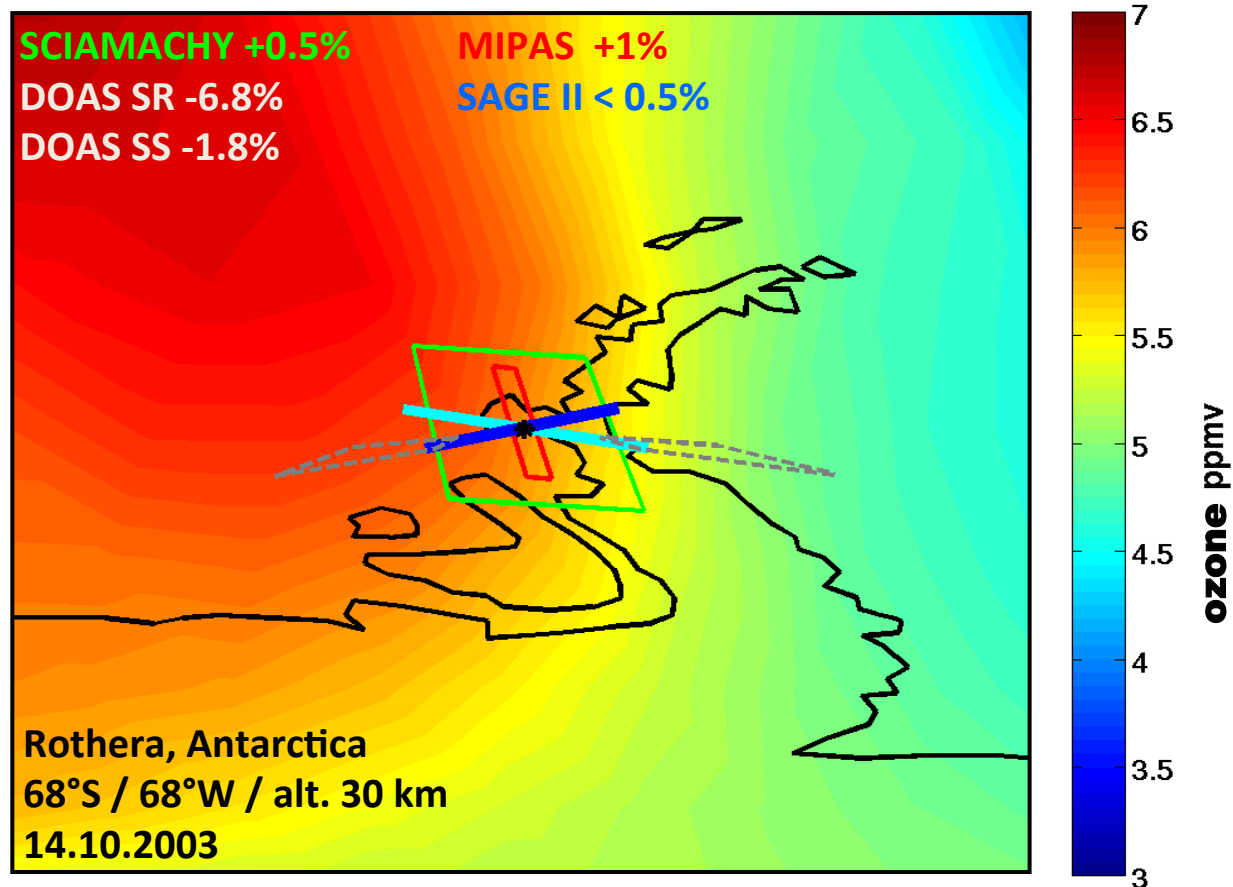 SCIAMACHY +0.5%
MIPAS +1%
DOAS SR -6.8%
SAGE II < 0.5%
DOAS SS -1.8%
Rothera, Antarctica
68°S / 68°W / alt. 30 km
14.10.2003
7
6.5
6
5.5
5
4.5
4
3.5
3
ozone ppmv